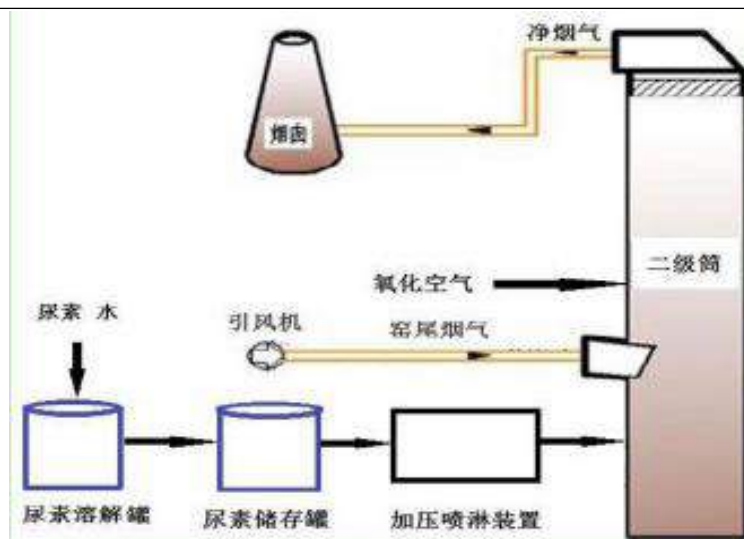 净烟气
烟囱
二级筒
氧化空气
尿素 水
引风机
窑尾烟气
尿素溶解罐
尿素储存罐
加压喷淋装置